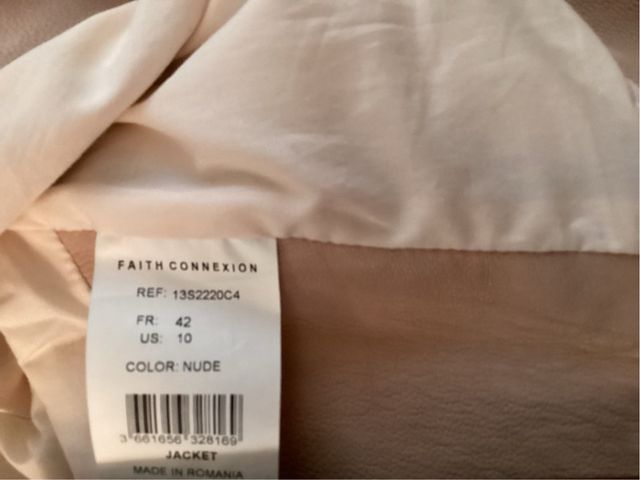 FAITH CONNEXION
REF: 13S2220C4
FR: 42
US: 10
COLOR: NUDE
3 661656 328169
JACKET
MADE IN ROMANIA